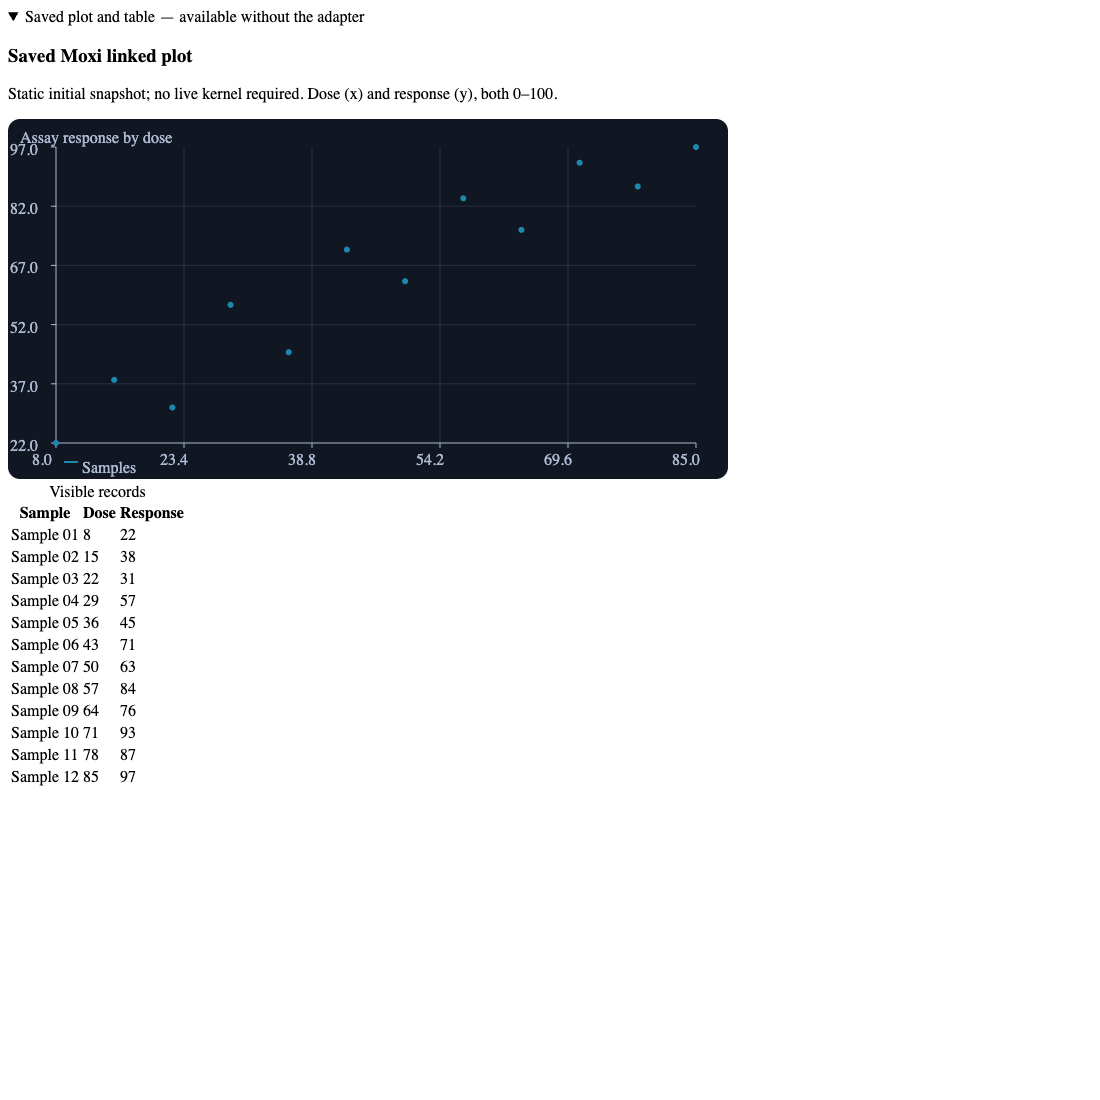 ▼ Saved plot and table — available without the adapter
Saved Moxi linked plot
Static initial snapshot; no live kernel required. Dose (x) and response (y), both 0–100.
Assay response by dose
97.0
82.0
67.0
52.0
37.0
22.0
8.0 23.4 38.8 54.2 69.6 85.0
Samples
Visible records
Sample Dose Response
Sample 01 8 22
Sample 02 15 38
Sample 03 22 31
Sample 04 29 57
Sample 05 36 45
Sample 06 43 71
Sample 07 50 63
Sample 08 57 84
Sample 09 64 76
Sample 10 71 93
Sample 11 78 87
Sample 12 85 97